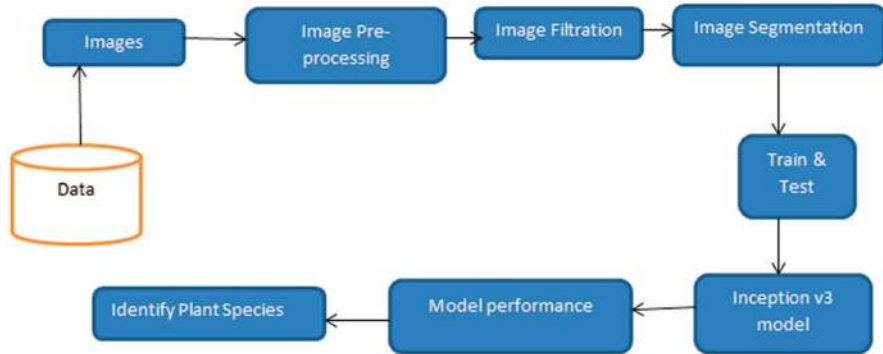 Images
Image Pre-
processing
Image Filtration
Image Segmentation
Data
Train &
Test
Inception v3
model
Model performance
Identify Plant Species